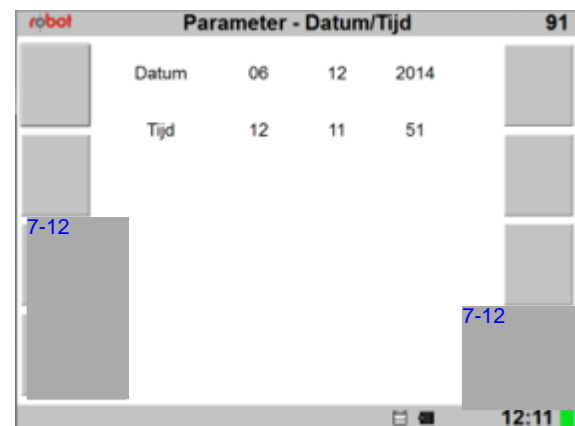 robot Parameter - Datum/Tijd 91
Datum 06 12 2014
Tijd 12 11 51
7-12
7-12
12:11